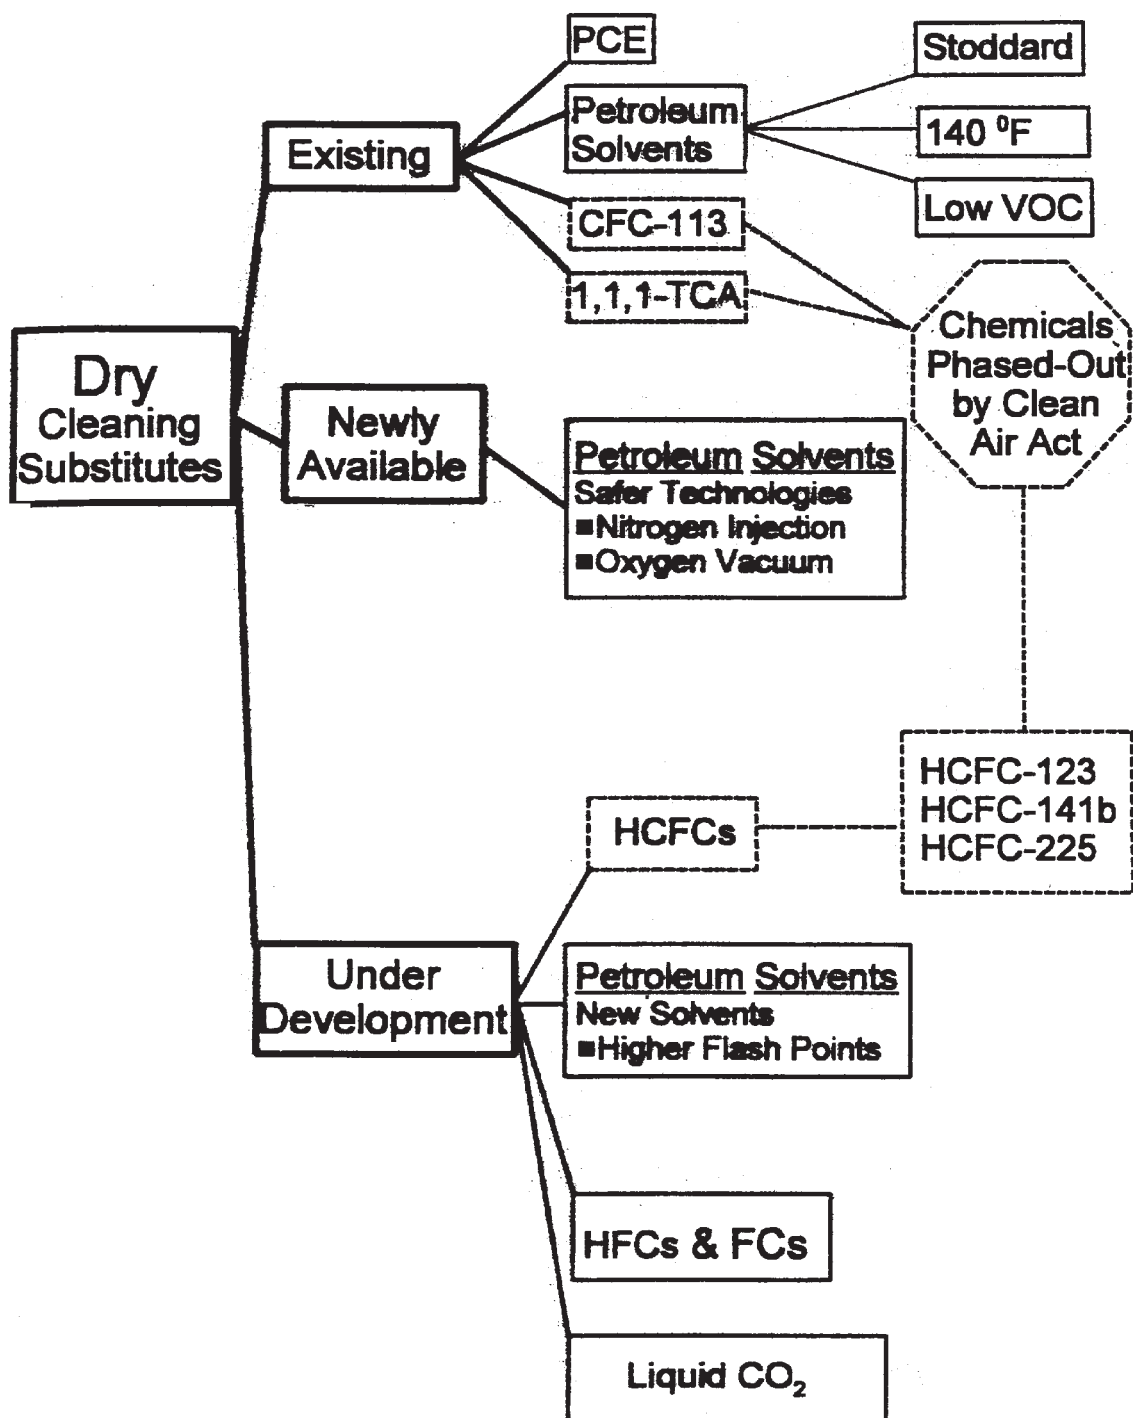 PCE
Stoddard
Petroleum
Solvents
140 ⁰F
Existing
Low VOC
CFC-113
1,1,1-TCA
Chemicals
Phased-Out
by Clean
Air Act
Dry
Cleaning
Substitutes
Newly
Available
Petroleum Solvents
Safer Technologies
■Nitrogen Injection
■Oxygen Vacuum
HCFC-123
HCFC-141b
HCFC-225
HCFCs
Under
Development
Petroleum Solvents
New Solvents
■Higher Flash Points
HFCs & FCs
Liquid CO₂